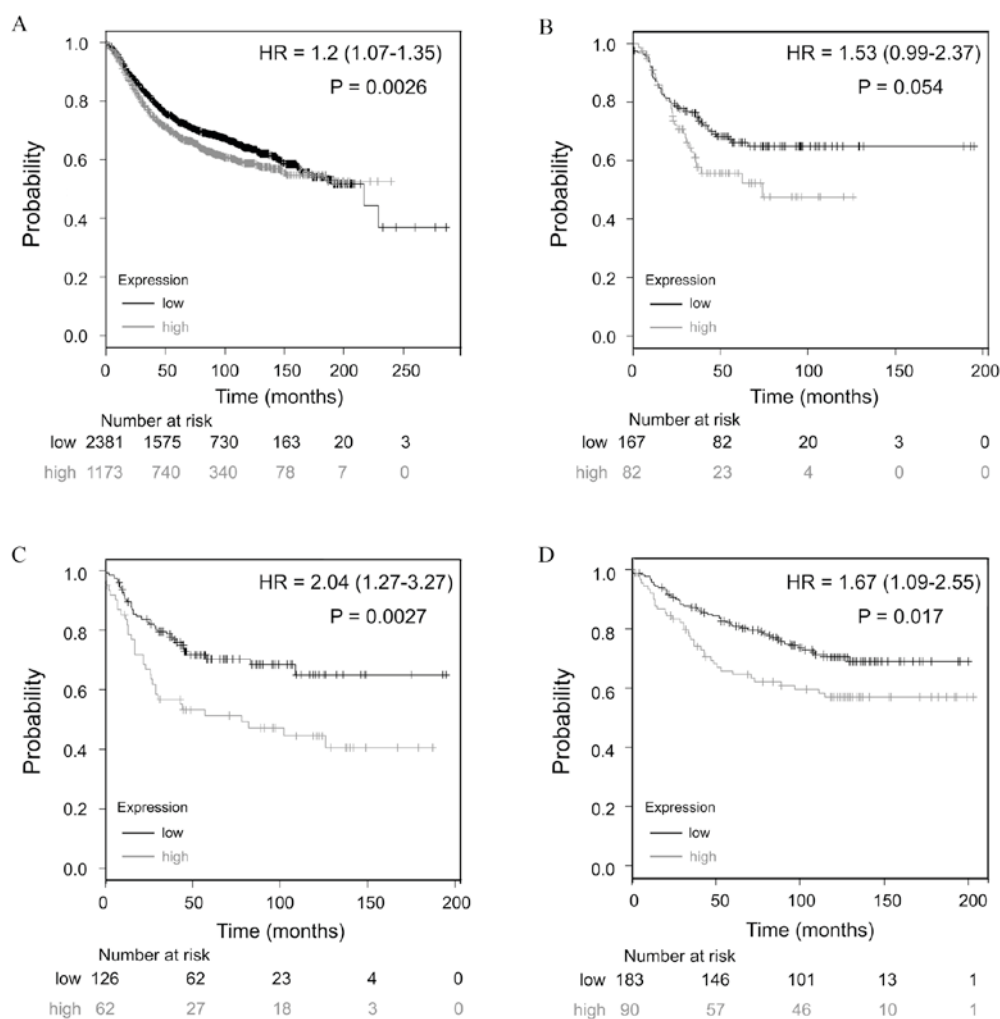 A
HR = 1.2 (1.07-1.35)
P = 0.0026
Probability
1.0
0.8
0.6
0.4
0.2
0.0
Expression
low
high
0 50 100 150 200 250
Time (months)
Number at risk
low 2381 1575 730 163 20 3
high 1173 740 340 78 7 0
B
HR = 1.53 (0.99-2.37)
P = 0.054
Probability
1.0
0.8
0.6
0.4
0.2
0.0
Expression
low
high
0 50 100 150 200
Time (months)
Number at risk
low 167 82 20 3 0
high 82 23 4 0 0
C
HR = 2.04 (1.27-3.27)
P = 0.0027
Probability
1.0
0.8
0.6
0.4
0.2
0.0
Expression
low
high
0 50 100 150 200
Time (months)
Number at risk
low 126 62 23 4 0
high 62 27 18 3 0
D
HR = 1.67 (1.09-2.55)
P = 0.017
Probability
1.0
0.8
0.6
0.4
0.2
0.0
Expression
low
high
0 50 100 150 200
Time (months)
Number at risk
low 183 146 101 13 1
high 90 57 46 10 1